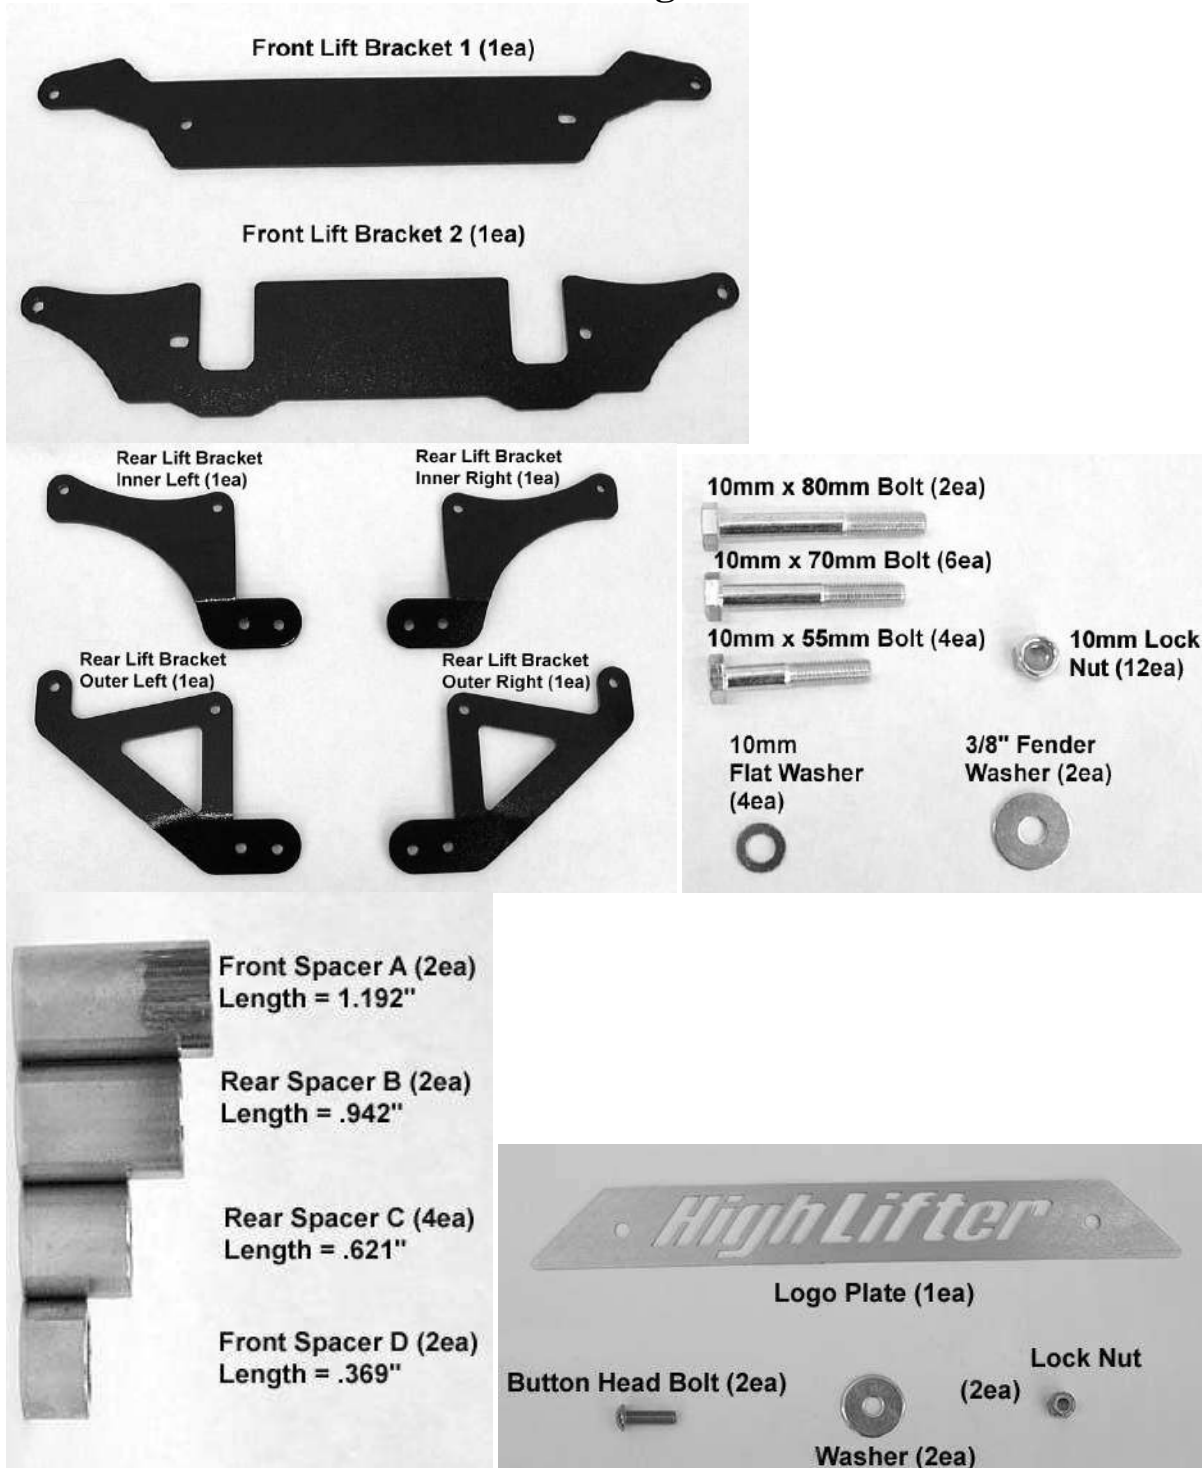 Front Lift Bracket 1 (1ea)
Front Lift Bracket 2 (1ea)
Rear Lift Bracket
Inner Left (1ea)
Rear Lift Bracket
Inner Right (1ea)
Rear Lift Bracket
Outer Left (1ea)
Rear Lift Bracket
Outer Right (1ea)
10mm x 80mm Bolt (2ea)
10mm x 70mm Bolt (6ea)
10mm x 55mm Bolt (4ea)
10mm Lock
Nut (12ea)
10mm
Flat Washer
(4ea)
3/8" Fender
Washer (2ea)
Front Spacer A (2ea)
Length = 1.192"
Rear Spacer B (2ea)
Length = .942"
Rear Spacer C (4ea)
Length = .621"
Front Spacer D (2ea)
Length = .369"
HighLifter
Logo Plate (1ea)
Button Head Bolt (2ea)
Washer (2ea)
Lock Nut
(2ea)